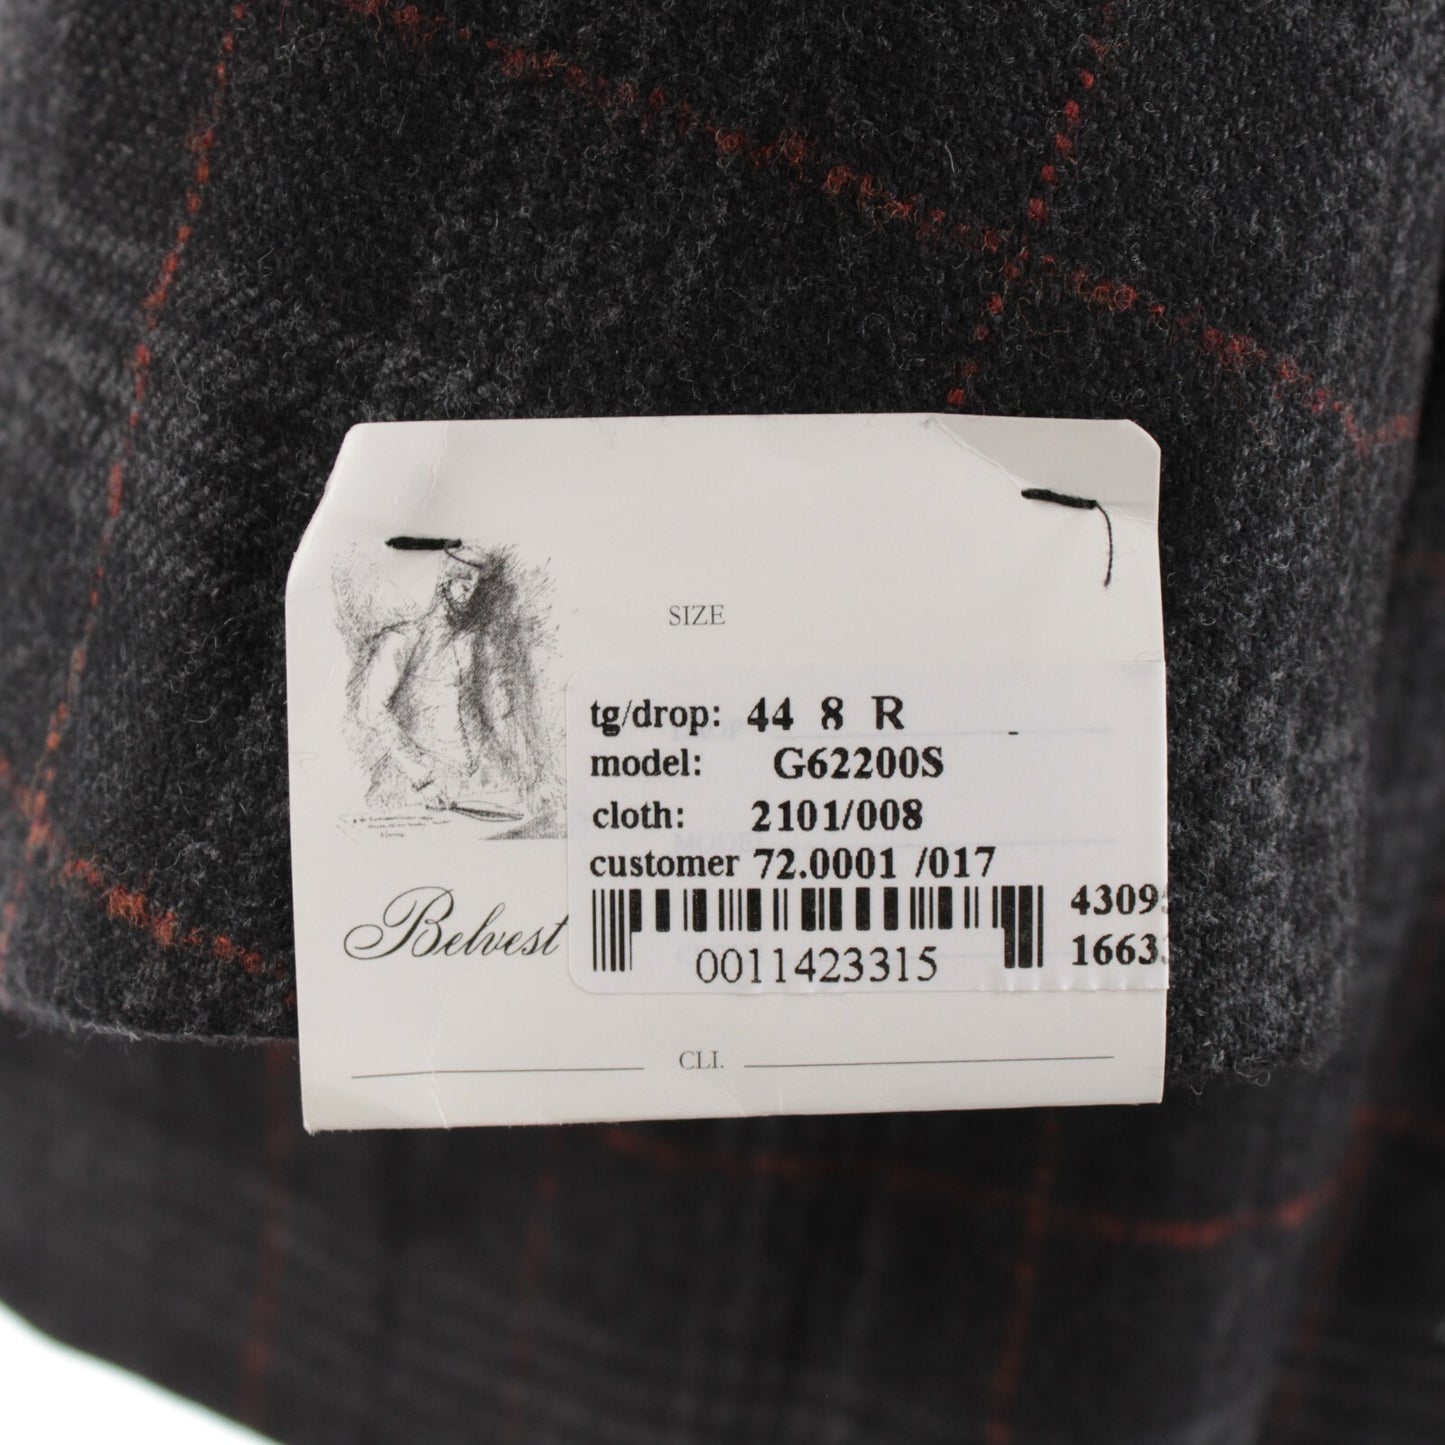 SIZE
tg/drop: 44 8 R
model: G62200S
cloth: 2101/008
customer 72.0001 /017
4309
1663
0011423315
Belvest
CLI.